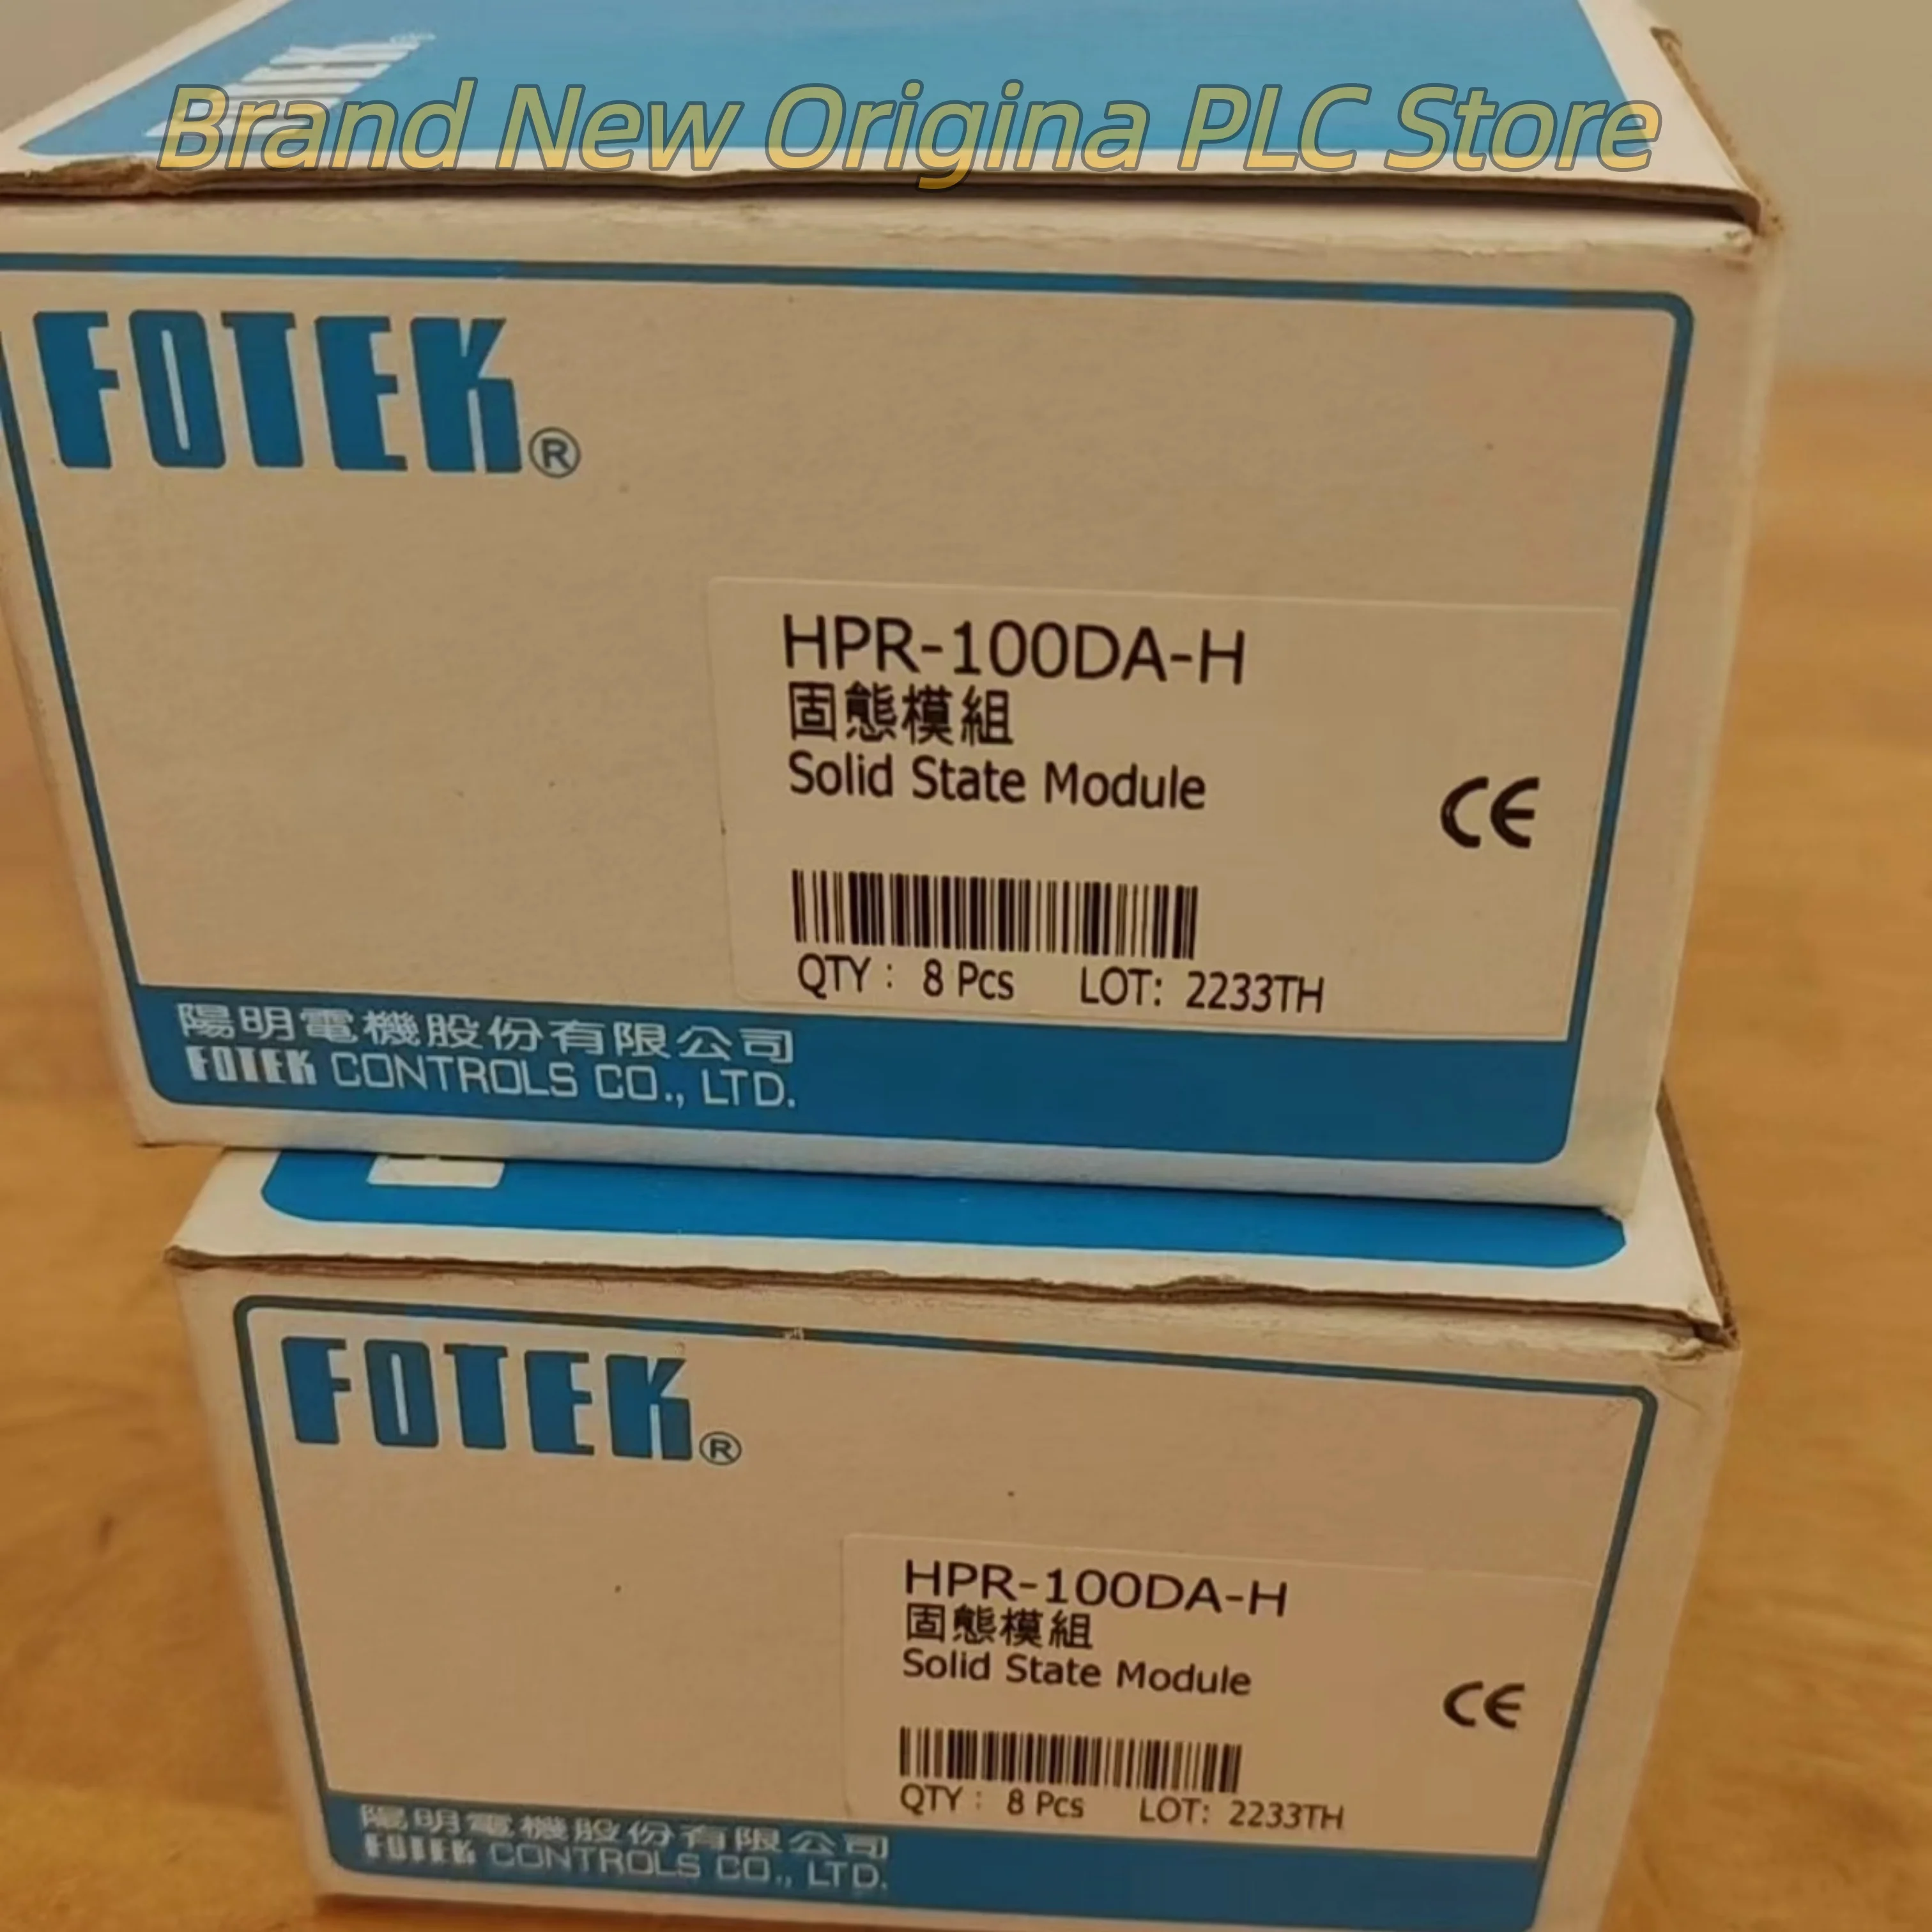 Brand New Origina PLC Store
FOTEK®
HPR-100DA-H
固態模組
Solid State Module
CE
QTY : 8 Pcs LOT: 2233TH
陽明電機股份有限公司
FOTEK CONTROLS CO., LTD.
FOTEK®
HPR-100DA-H
固態模組
Solid State Module
CE
QTY : 8 Pcs LOT: 2233TH
陽明電機股份有限公司
FOTEK CONTROLS CO., LTD.